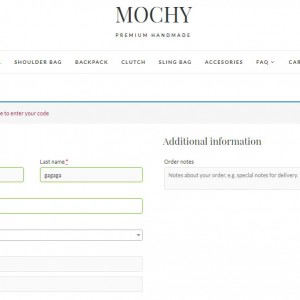 MOCHY
PREMIUM HANDMADE
SHOULDER BAG BACKPACK CLUTCH SLING BAG ACCESORIES FAQ CAR
e to enter your code
Additional information
Last name * Order notes
gagaga Notes about your order, e.g. special notes for delivery.